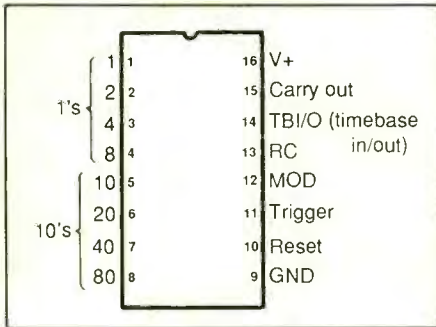 1 1 16 V+
2 2 15 Carry out
1's
4 3 14 TBI/O (timebase
in/out)
8 4 13 RC
10 5 12 MOD
20 6 11 Trigger
10's
40 7 10 Reset
80 8 9 GND